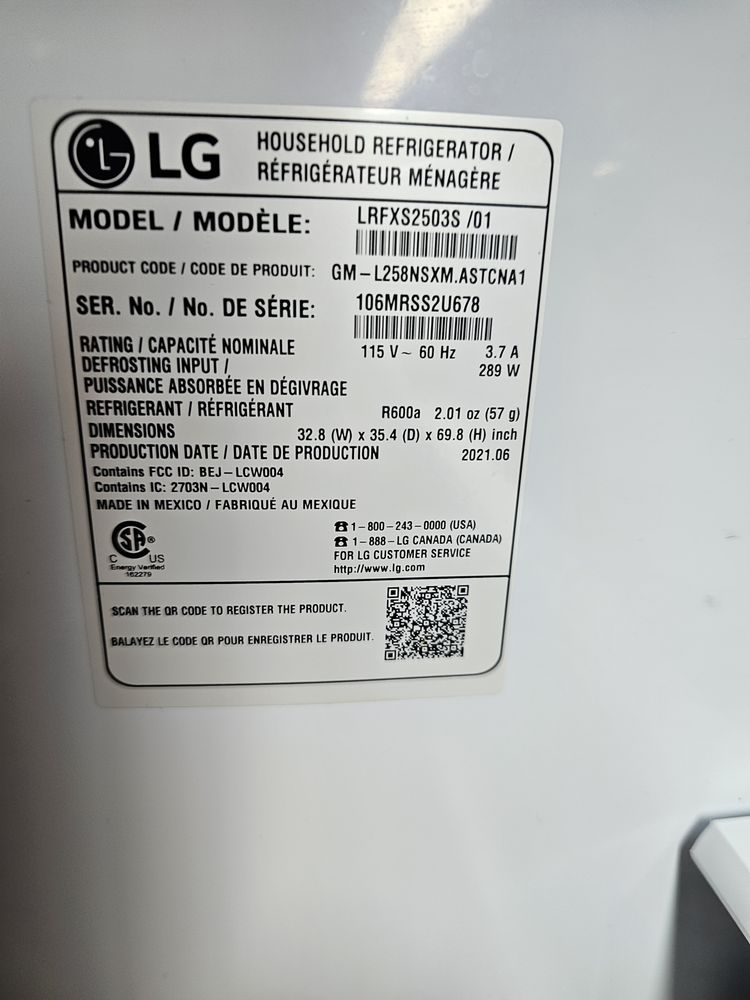 LG HOUSEHOLD REFRIGERATOR /
RÉFRIGÉRATEUR MÉNAGÈRE
MODEL / MODÈLE: LRFXS2503S /01
PRODUCT CODE / CODE DE PRODUIT: GM-L258NSXM.ASTCNA1
SER. No. / No. DE SÉRIE: 106MRSS2U678
RATING / CAPACITÉ NOMINALE 115 V~ 60 Hz 3.7 A
DEFROSTING INPUT / 289 W
PUISSANCE ABSORBÉE EN DÉGIVRAGE
REFRIGERANT / RÉFRIGÉRANT R600a 2.01 oz (57 g)
DIMENSIONS 32.8 (W) x 35.4 (D) x 69.8 (H) inch
PRODUCTION DATE / DATE DE PRODUCTION 2021.06
Contains FCC ID: BEJ-LCW004
Contains IC: 2703N-LCW004
MADE IN MEXICO / FABRIQUÉ AU MEXIQUE
SA ®
C US
Energy Verified
162279
☎ 1-800-243-0000 (USA)
☎ 1-888-LG CANADA (CANADA)
FOR LG CUSTOMER SERVICE
http://www.lg.com
SCAN THE QR CODE TO REGISTER THE PRODUCT.
BALAYEZ LE CODE QR POUR ENREGISTRER LE PRODUIT.